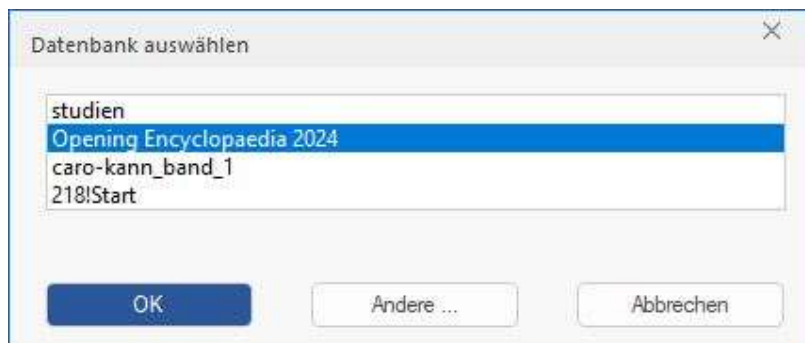 Datenbank auswählen
studien
Opening Encyclopaedia 2024
caro-kann_band_1
218!Start
OK
Andere ...
Abbrechen